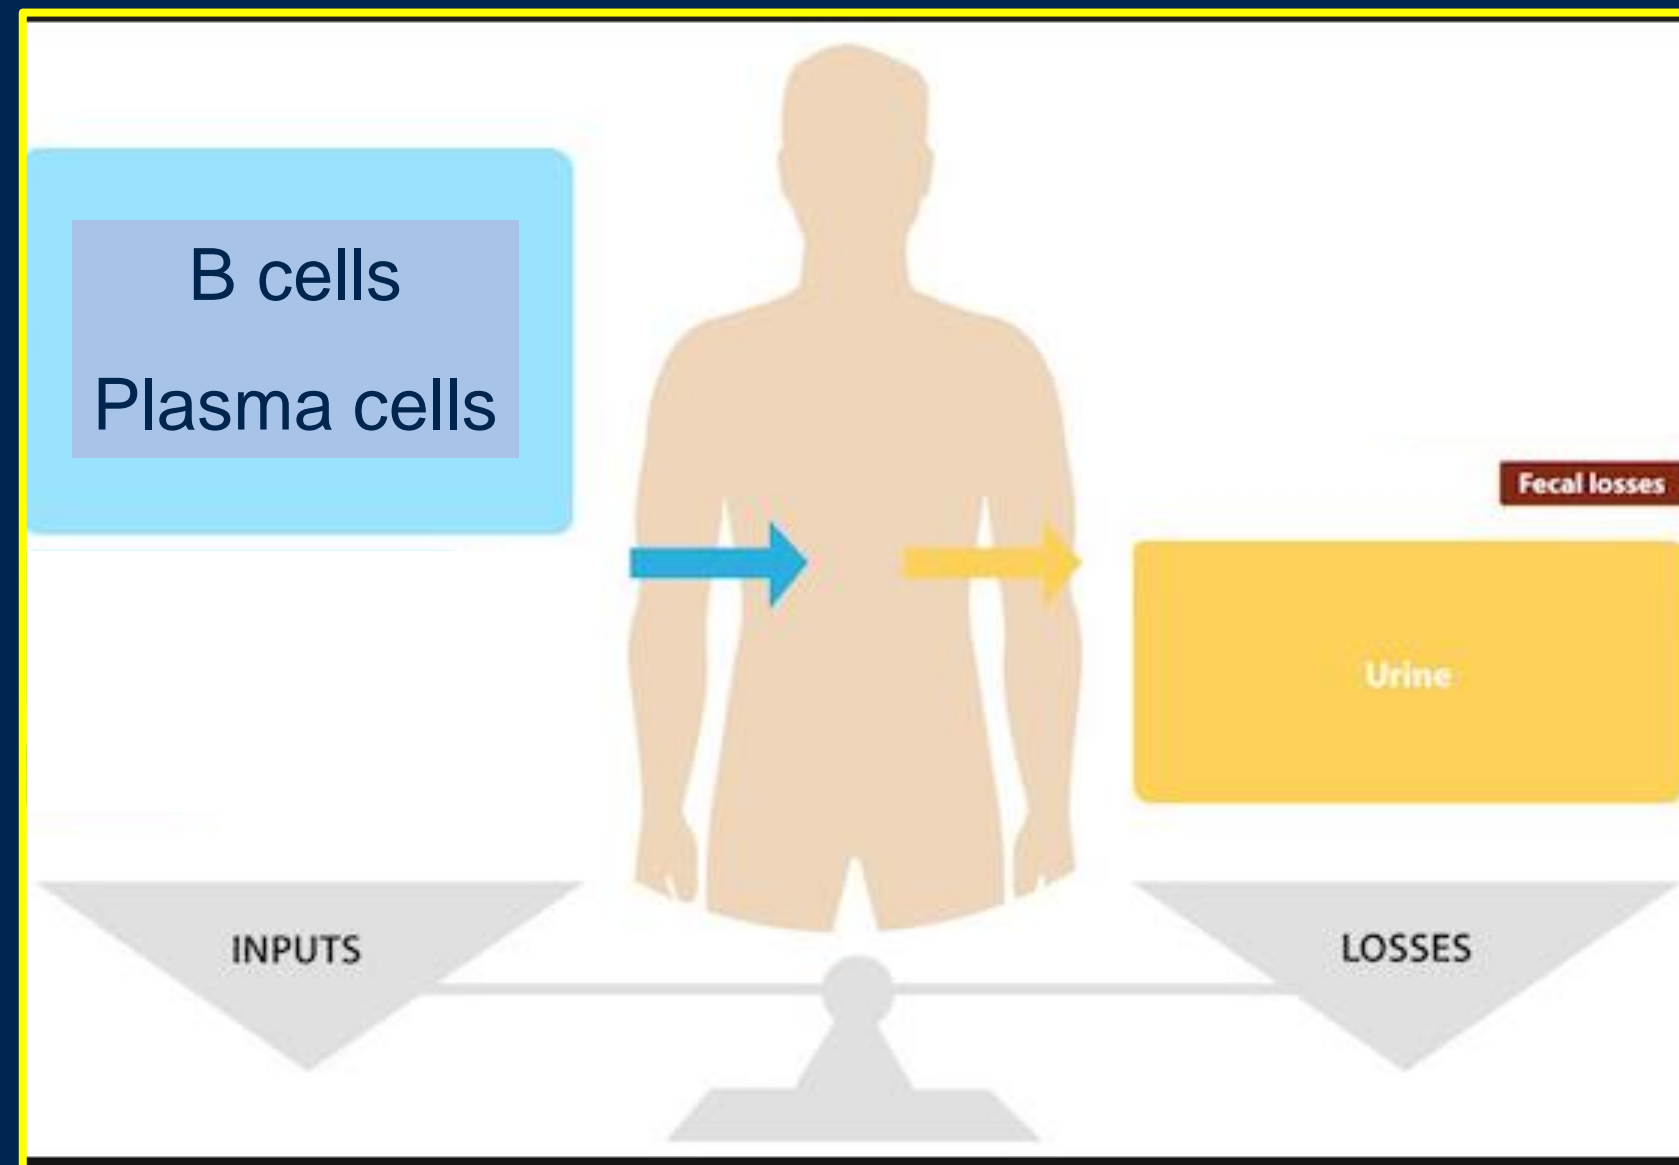 B cells
Plasma cells
Fecal losses
Urine
INPUTS
LOSSES